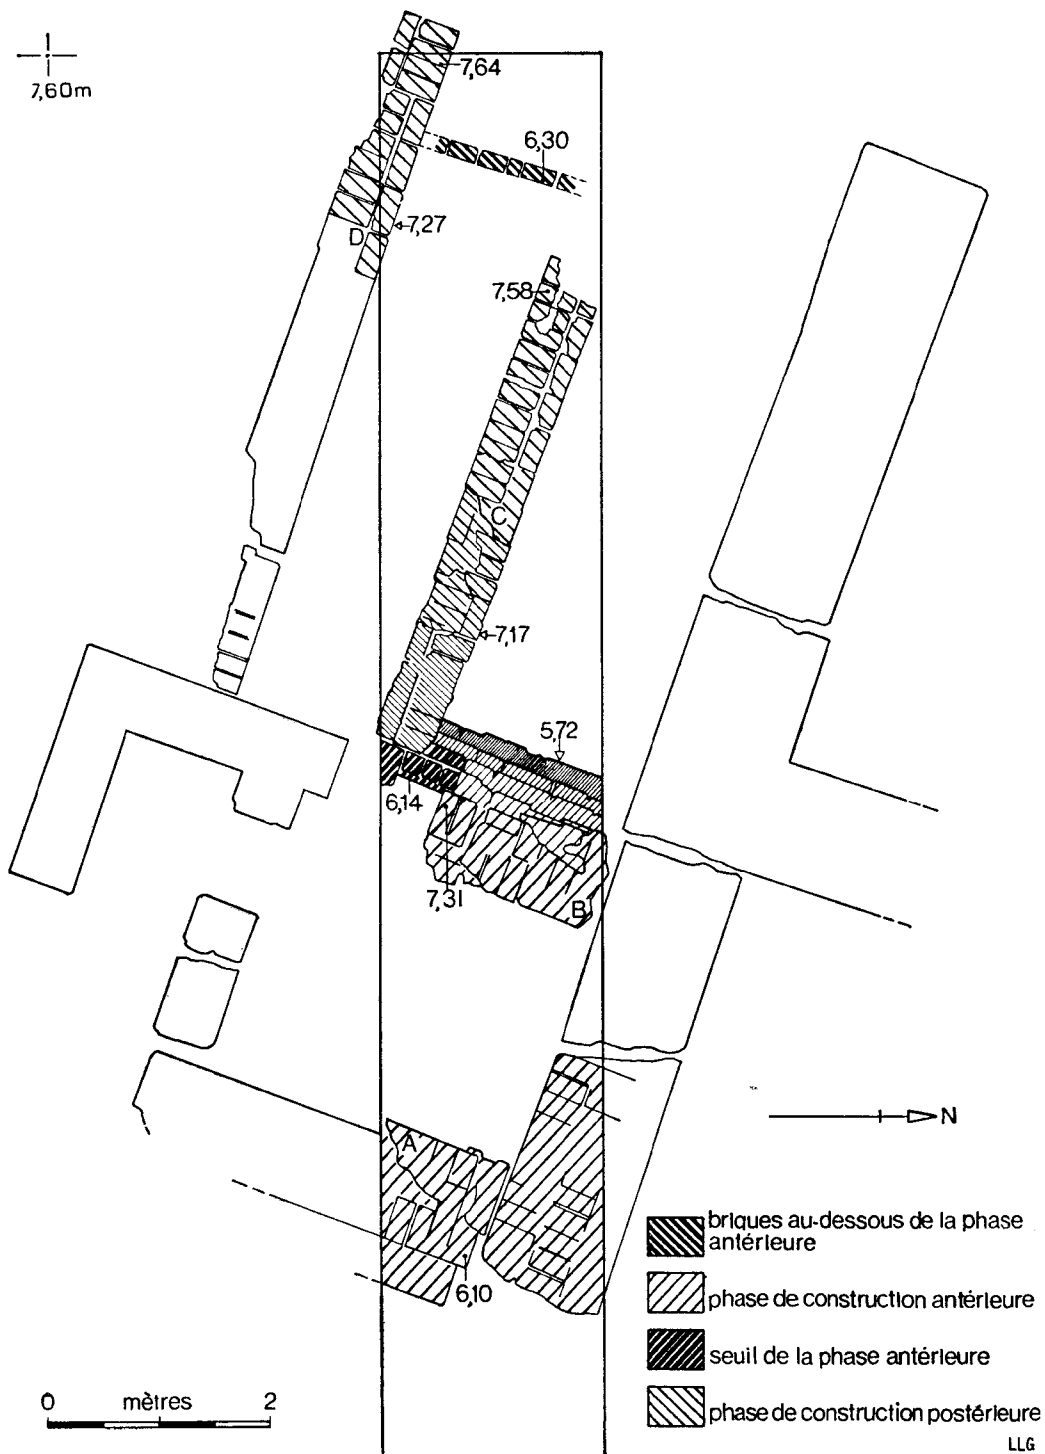 7,60m
7,64
6,30
D
7,27
7,58
C
7,17
5,72
6,14
7,31
B
N
A
6,10
briques au-dessous de la phase
antérieure
phase de construction antérieure
seuil de la phase antérieure
phase de construction postérieure
0 mètres 2
LLG